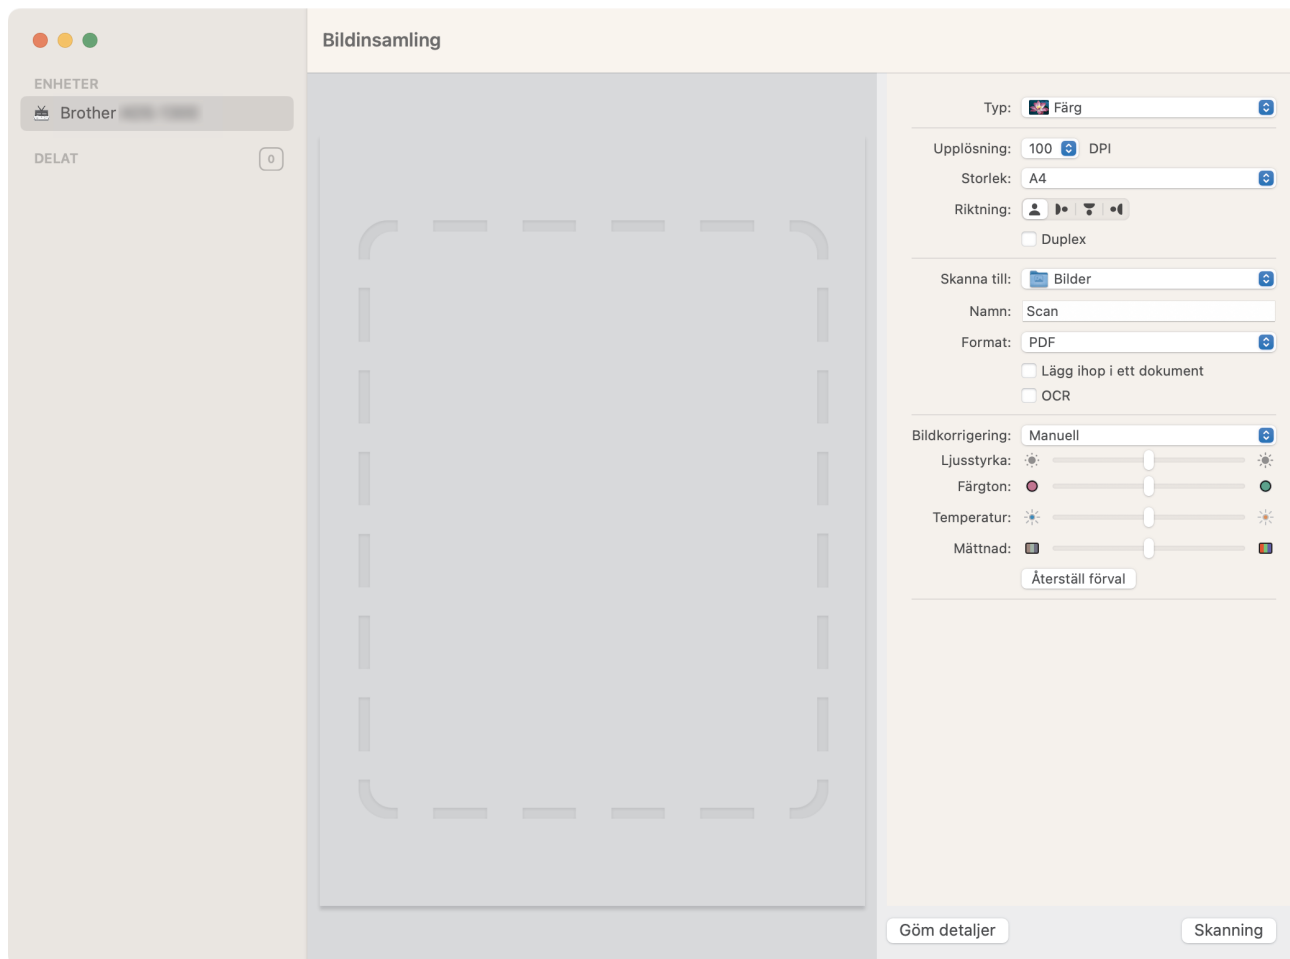 Bildinsamling
ENHETER
Brother
DELAT
0
Typ: Färg
Upplösning: 100 DPI
Storlek: A4
Riktning:
Duplex
Skanna till: Bilder
Namn: Scan
Format: PDF
Lägg ihop i ett dokument
OCR
Bildkorrigering: Manuell
Ljusstyrka:
Färgton:
Temperatur:
Mättnad:
Återställ förval
Göm detaljer
Skanning